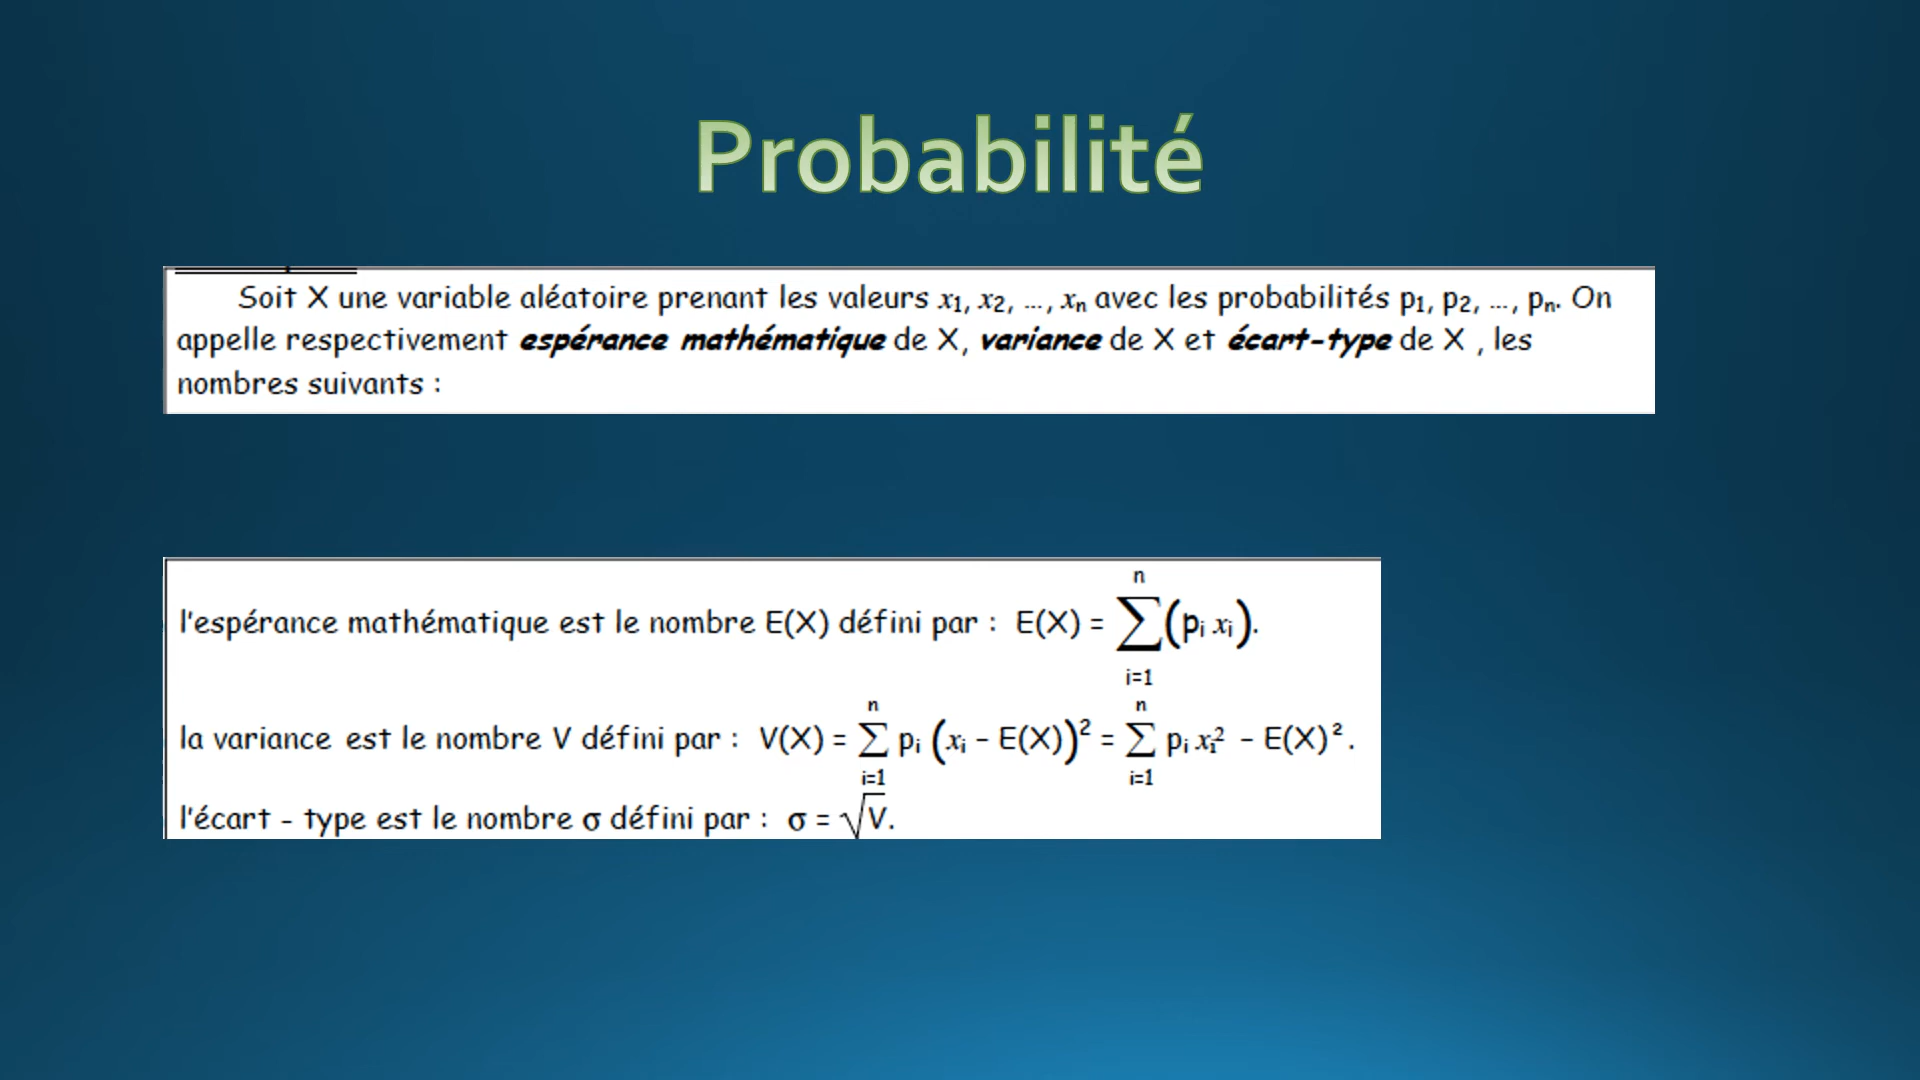 Probabilité
Soit X une variable aléatoire prenant les valeurs x₁, x₂, ..., xₙ avec les probabilités p₁, p₂, ..., pₙ. On
appelle respectivement espérance mathématique de X, variance de X et écart-type de X , les
nombres suivants :
l'espérance mathématique est le nombre E(X) défini par : E(X) = ∑ᵢ₌₁ⁿ (pᵢ xᵢ).
la variance est le nombre V défini par : V(X) = ∑ᵢ₌₁ⁿ pᵢ (xᵢ - E(X))² = ∑ᵢ₌₁ⁿ pᵢ xᵢ² - E(X)².
l'écart - type est le nombre σ défini par : σ = √V.